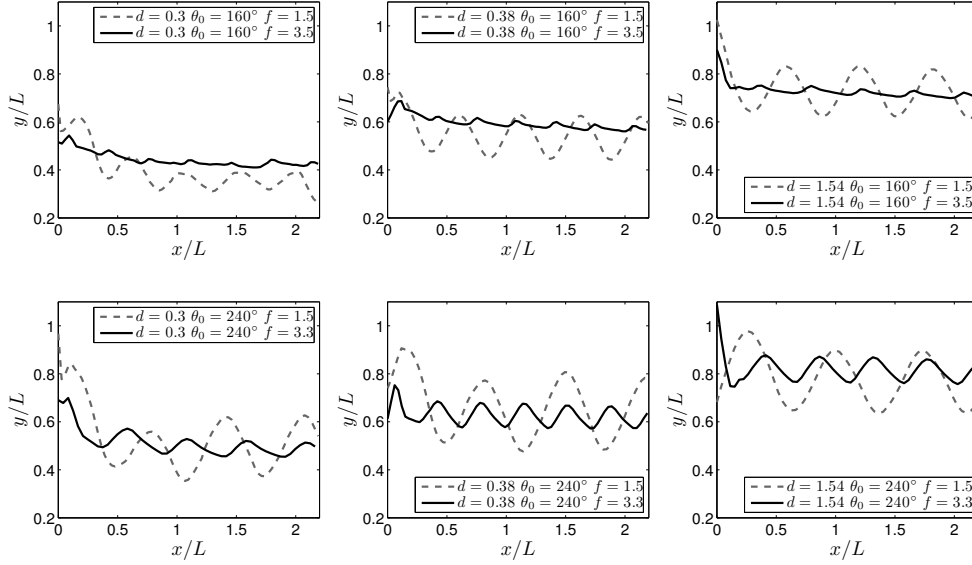 d = 0.3 θ₀ = 160° f = 1.5
d = 0.3 θ₀ = 160° f = 3.5
1
0.8
0.6
0.4
0.2
y/L
0 0.5 1 1.5 2
x/L
d = 0.38 θ₀ = 160° f = 1.5
d = 0.38 θ₀ = 160° f = 3.5
1
0.8
0.6
0.4
0.2
y/L
0 0.5 1 1.5 2
x/L
1
0.8
0.6
0.4
0.2
y/L
d = 1.54 θ₀ = 160° f = 1.5
d = 1.54 θ₀ = 160° f = 3.5
0 0.5 1 1.5 2
x/L
d = 0.3 θ₀ = 240° f = 1.5
d = 0.3 θ₀ = 240° f = 3.3
1
0.8
0.6
0.4
0.2
y/L
0 0.5 1 1.5 2
x/L
1
0.8
0.6
0.4
0.2
y/L
d = 0.38 θ₀ = 240° f = 1.5
d = 0.38 θ₀ = 240° f = 3.3
0 0.5 1 1.5 2
x/L
1
0.8
0.6
0.4
0.2
y/L
d = 1.54 θ₀ = 240° f = 1.5
d = 1.54 θ₀ = 240° f = 3.3
0 0.5 1 1.5 2
x/L